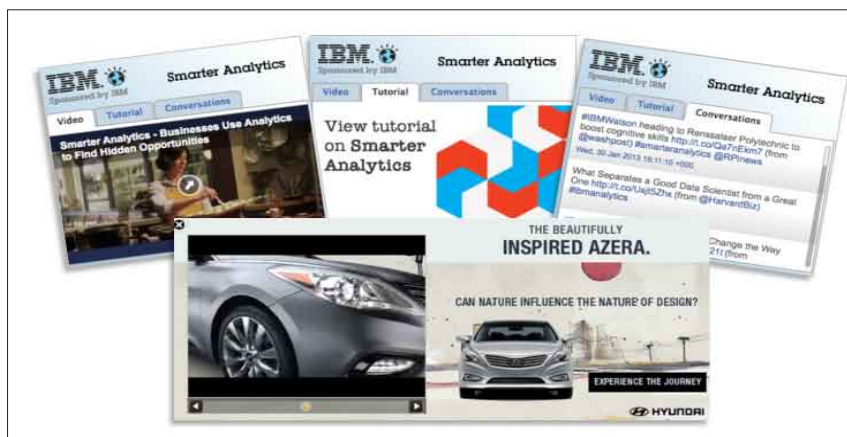 IBM.
Sponsored by IBM
Smarter Analytics
Video
Tutorial
Conversations
Smarter Analytics - Businesses Use Analytics
to Find Hidden Opportunities
IBM.
Sponsored by IBM
Smarter Analytics
Video
Tutorial
Conversations
View tutorial
on Smarter
Analytics
IBM.
Sponsored by IBM
Smarter Analytics
Video
Tutorial
Conversations
#IBMWatson heading to Rensselaer Polytechnic to
boost cognitive skills http://t.co/Qa7nEkm7 (from
@washpost) #smarteranalytics @RPInews
Wed, 30 Jan 2013 16:11:10 +000
What Separates a Good Data Scientist from a Great
One (from @HarvardBiz)
#ibmanalytics
Change the Way
(from
THE BEAUTIFULLY
INSPIRED AZERA.
CAN NATURE INFLUENCE THE NATURE OF DESIGN?
EXPERIENCE THE JOURNEY
HYUNDAI